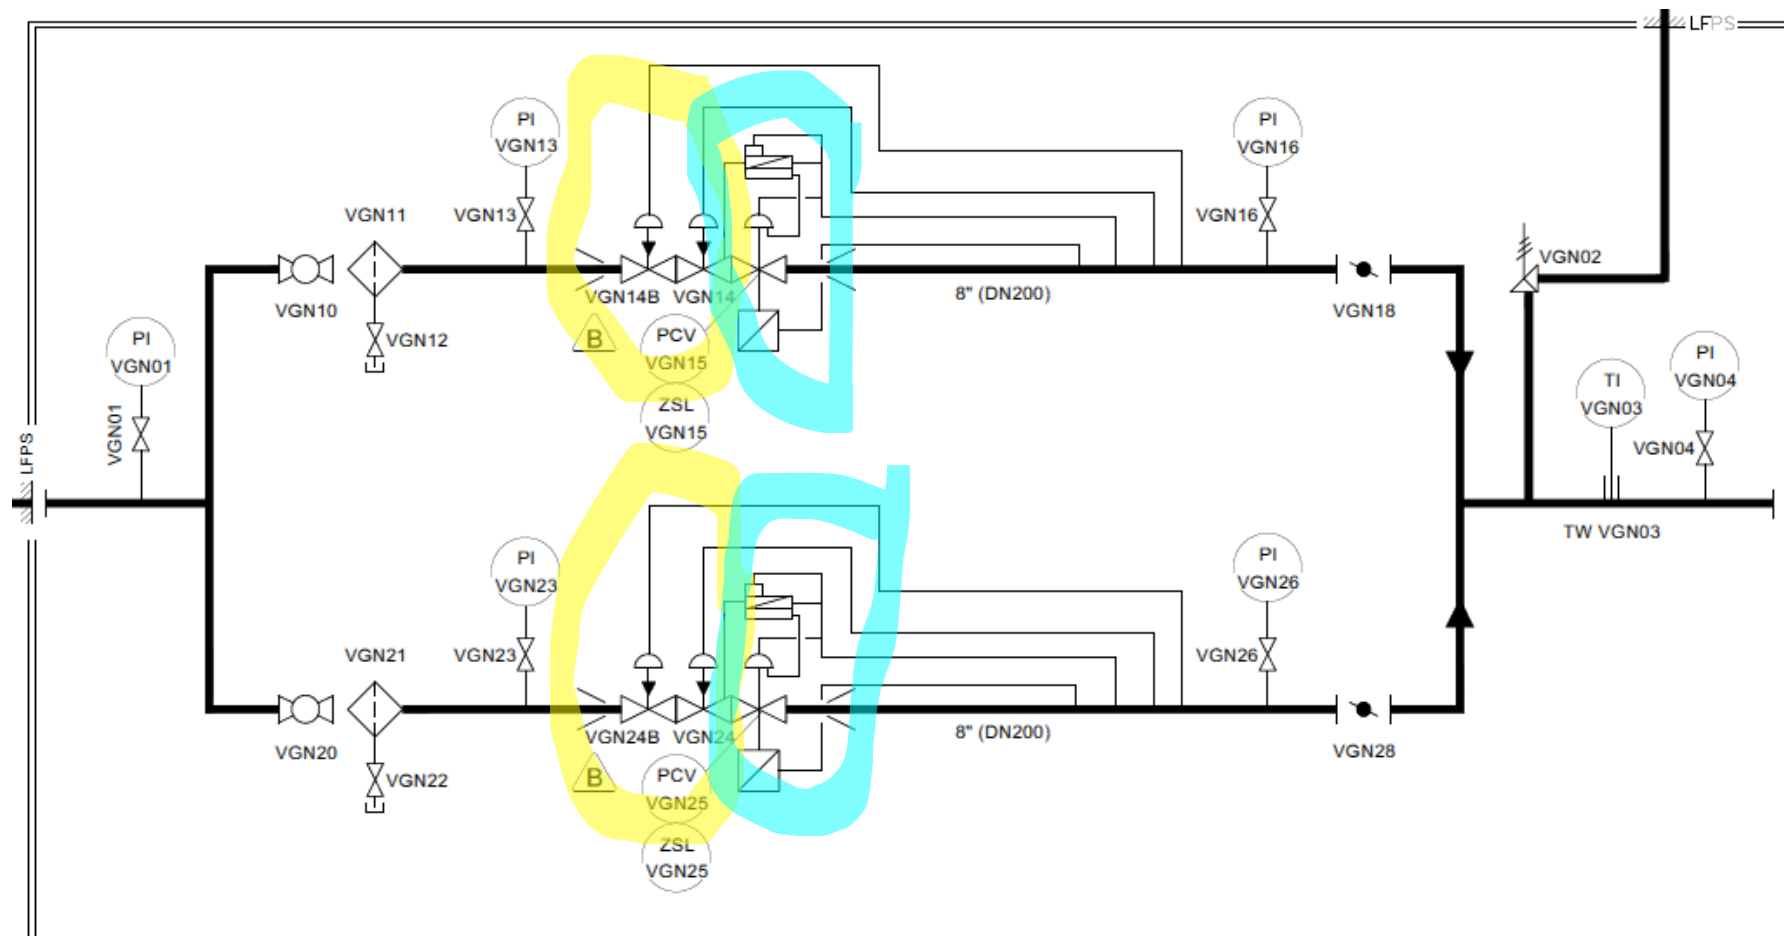 LFPS
PI
VGN13
PI
VGN16
VGN11
VGN13
VGN16
VGN02
VGN10
VGN14B
VGN14
8" (DN200)
VGN18
VGN12
B
PCV
VGN15
PI
VGN01
PI
VGN04
TI
VGN03
ZSL
VGN15
VGN01
VGN04
LFPS
TW VGN03
PI
VGN23
PI
VGN26
VGN21
VGN23
VGN26
VGN20
VGN24B
VGN24
8" (DN200)
VGN28
VGN22
B
PCV
VGN25
ZSL
VGN25